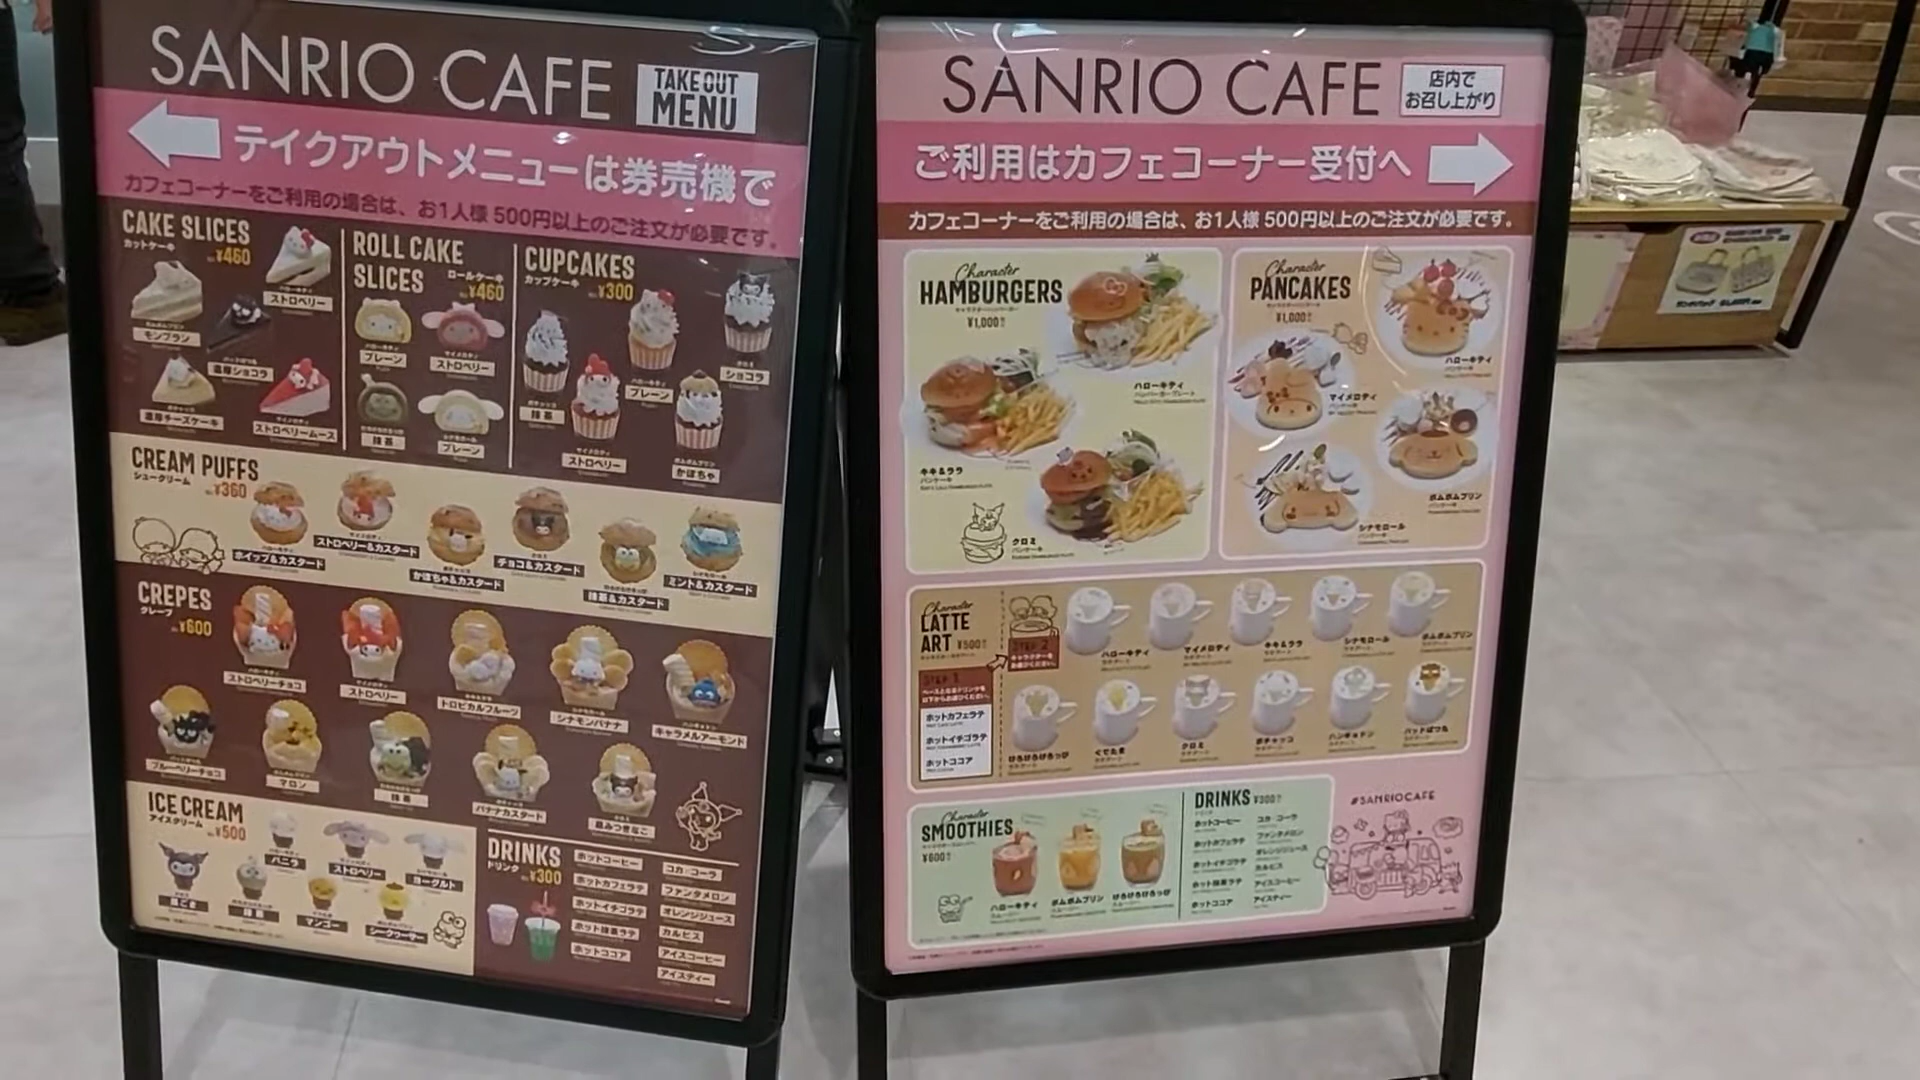 SANRIO CAFE
TAKE OUT
MENU
テイクアウトメニューは券売機で
カフェコーナーをご利用の場合は、お1人様500円以上のご注文が必要です。
CAKE SLICES
カットケーキ
¥460
ストロベリー
モンブラン
濃厚ショコラ
濃厚チーズケーキ
ストロベリームース
ROLL CAKE
SLICES
ロールケーキ
¥460
プレーン
ストロベリー
抹茶
プレーン
CUPCAKES
カップケーキ
¥300
ショコラ
プレーン
抹茶
ストロベリー
かぼちゃ
CREAM PUFFS
シュークリーム
¥360
ホイップ&カスタード
ストロベリー&カスタード
かぼちゃ&カスタード
チョコ&カスタード
抹茶&カスタード
ミント&カスタード
CREPES
クレープ
¥600
ストロベリーチョコ
ストロベリー
トロピカルフルーツ
シナモンバナナ
キャラメルアーモンド
ブルーベリーチョコ
マロン
抹茶
バナナカスタード
黒みつきなこ
ICE CREAM
アイスクリーム
¥500
バニラ
ストロベリー
ヨーグルト
黒ごま
抹茶
マンゴー
シークヮーサー
DRINKS
ドリンク
¥300
ホットコーヒー
ホットカフェラテ
ホットイチゴラテ
ホット抹茶ラテ
ホットココア
コカ・コーラ
ファンタメロン
オレンジジュース
カルピス
アイスコーヒー
アイスティー
SANRIO CAFE
店内で
お召し上がり
ご利用はカフェコーナー受付へ
カフェコーナーをご利用の場合は、お1人様500円以上のご注文が必要です。
Character
HAMBURGERS
¥1,000
ハローキティ
キキ&ララ
クロミ
Character
PANCAKES
¥1,000
ハローキティ
マイメロディ
ポムポムプリン
シナモロール
Character
LATTE
ART
¥500
STEP 2
STEP 1
ホットカフェラテ
ホットイチゴラテ
ホットココア
ハローキティ
マイメロディ
キキ&ララ
シナモロール
ポムポムプリン
けろけろけろっぴ
ぐでたま
クロミ
ポチャッコ
ハンギョドン
バッドばつ丸
Character
SMOOTHIES
¥600
ハローキティ
ポムポムプリン
けろけろけろっぴ
DRINKS ¥300
ホットコーヒー
ホットカフェラテ
ホットイチゴラテ
ホット抹茶ラテ
ホットココア
コカ・コーラ
ファンタメロン
オレンジジュース
カルピス
アイスコーヒー
アイスティー
#SANRIOCAFE